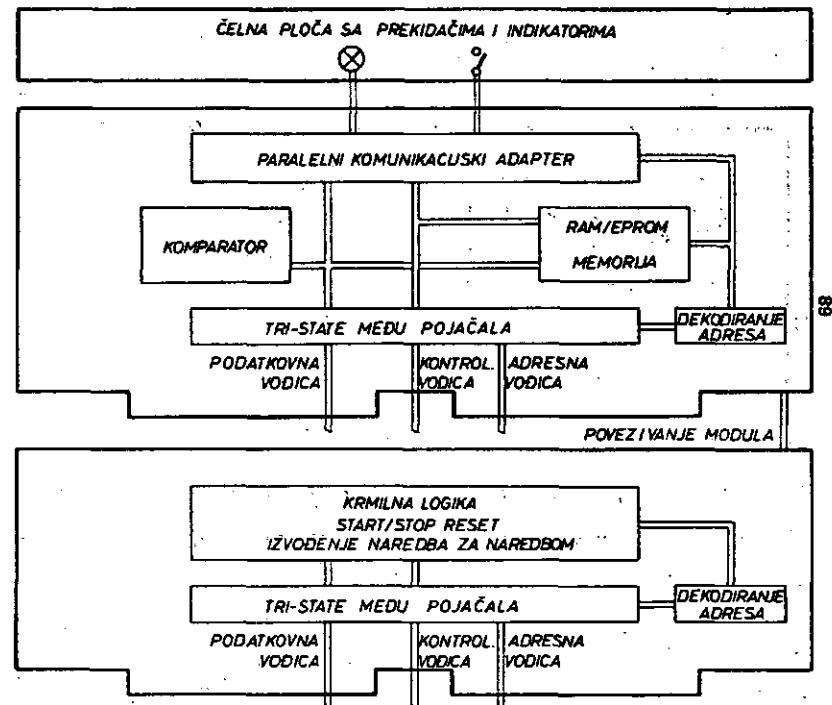 ČELNA PLOČA SA PREKIDAČIMA I INDIKATORIMA
PARALELNI KOMUNIKACIJSKI ADAPTER
KOMPARATOR
RAM/EPROM
MEMORIJA
TRI-STATE MEĐU POJAČALA
DEKODIRANJE
ADRESA
PODATKOVNA
VODICA
KONTROL.
VODICA
ADRESNA
VODICA
68
POVEZIVANJE MODULA
KRMILNA LOGIKA
START/STOP RESET
IZVOĐENJE NAREDBA ZA NAREDBOM
TRI-STATE MEĐU POJAČALA
DEKODIRANJE
ADRESA
PODATKOVNA
VODICA
KONTROL.
VODICA
ADRESNA
VODICA